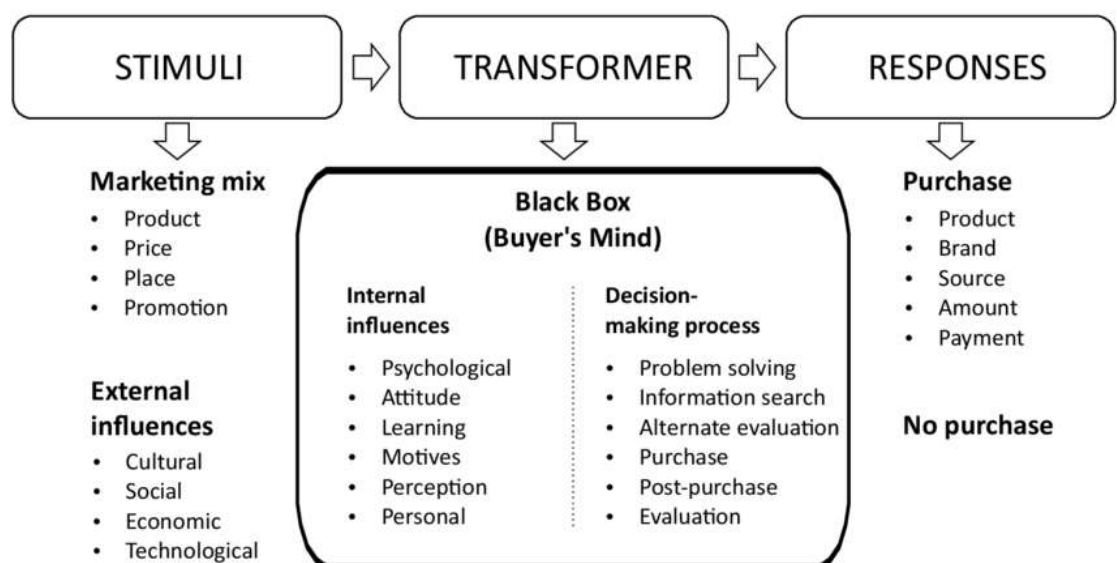 STIMULI
TRANSFORMER
RESPONSES
Marketing mix
• Product
• Price
• Place
• Promotion
External
influences
• Cultural
• Social
• Economic
• Technological
Black Box
(Buyer's Mind)
Internal
influences
• Psychological
• Attitude
• Learning
• Motives
• Perception
• Personal
Decision-
making process
• Problem solving
• Information search
• Alternate evaluation
• Purchase
• Post-purchase
• Evaluation
Purchase
• Product
• Brand
• Source
• Amount
• Payment
No purchase